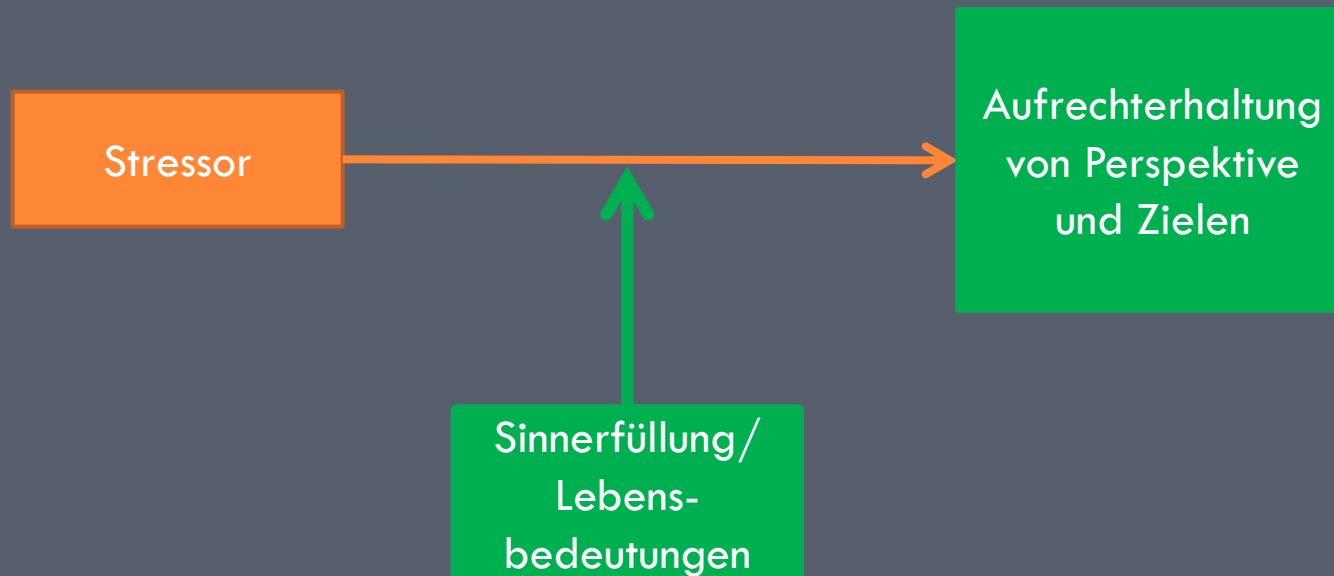 Stressor
Aufrechterhaltung
von Perspektive
und Zielen
Sinnerfüllung/
Lebens-
bedeutungen